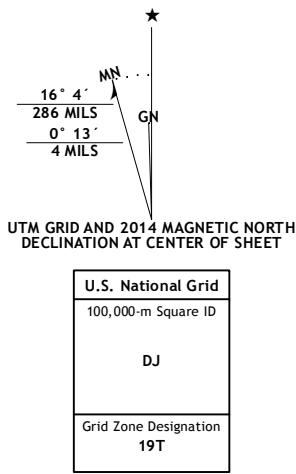 ★
MN
GN
16° 4´
286 MILS
0° 13´
4 MILS
UTM GRID AND 2014 MAGNETIC NORTH
DECLINATION AT CENTER OF SHEET
U.S. National Grid
100,000-m Square ID
DJ
Grid Zone Designation
19T